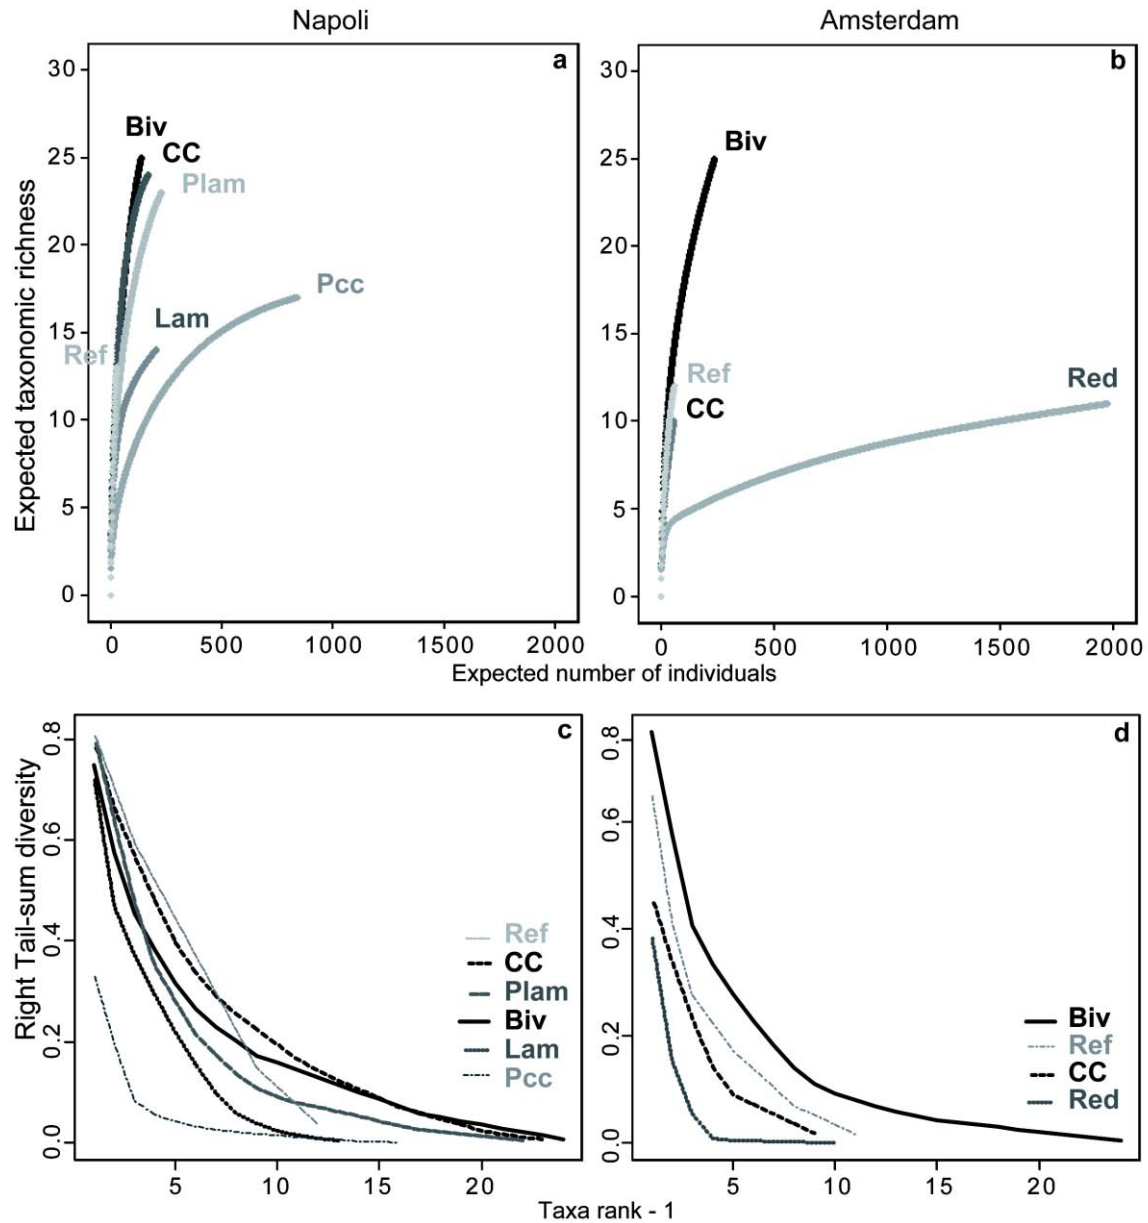 Napoli
Amsterdam
a
b
Expected taxonomic richness
30
25
20
15
10
5
0
Biv
CC
Plam
Pcc
Lam
Ref
0
500
1000
1500
2000
30
25
20
15
10
5
0
Biv
Ref
CC
Red
0
500
1000
1500
2000
Expected number of individuals
c
d
Right Tail-sum diversity
0.8
0.6
0.4
0.2
0.0
Ref
CC
Plam
Biv
Lam
Pcc
5
10
15
20
0.8
0.6
0.4
0.2
0.0
Biv
Ref
CC
Red
5
10
15
20
Taxa rank - 1